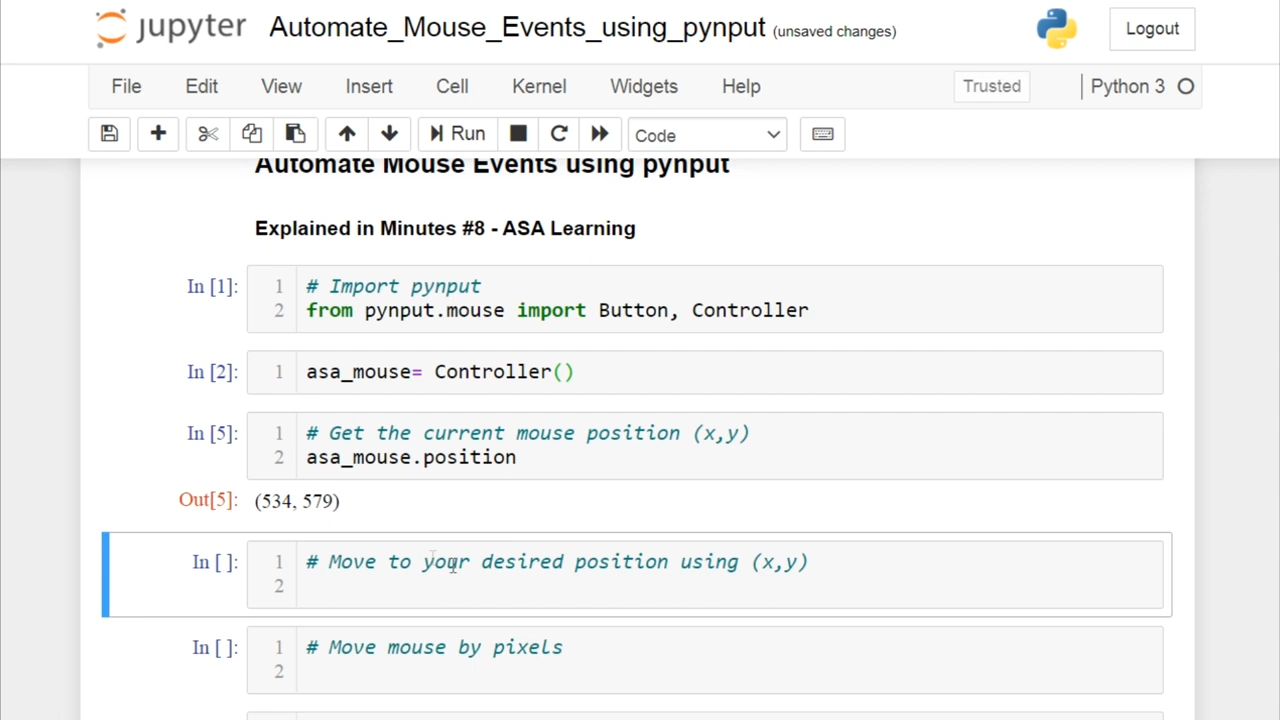 jupyter Automate_Mouse_Events_using_pynput (unsaved changes) Logout
File Edit View Insert Cell Kernel Widgets Help Trusted Python 3
Run Code
Automate Mouse Events using pynput
Explained in Minutes #8 - ASA Learning
In [1]: 1 # Import pynput
2 from pynput.mouse import Button, Controller
In [2]: 1 asa_mouse= Controller()
In [5]: 1 # Get the current mouse position (x,y)
2 asa_mouse.position
Out[5]: (534, 579)
In [ ]: 1 # Move to your desired position using (x,y)
2
In [ ]: 1 # Move mouse by pixels
2